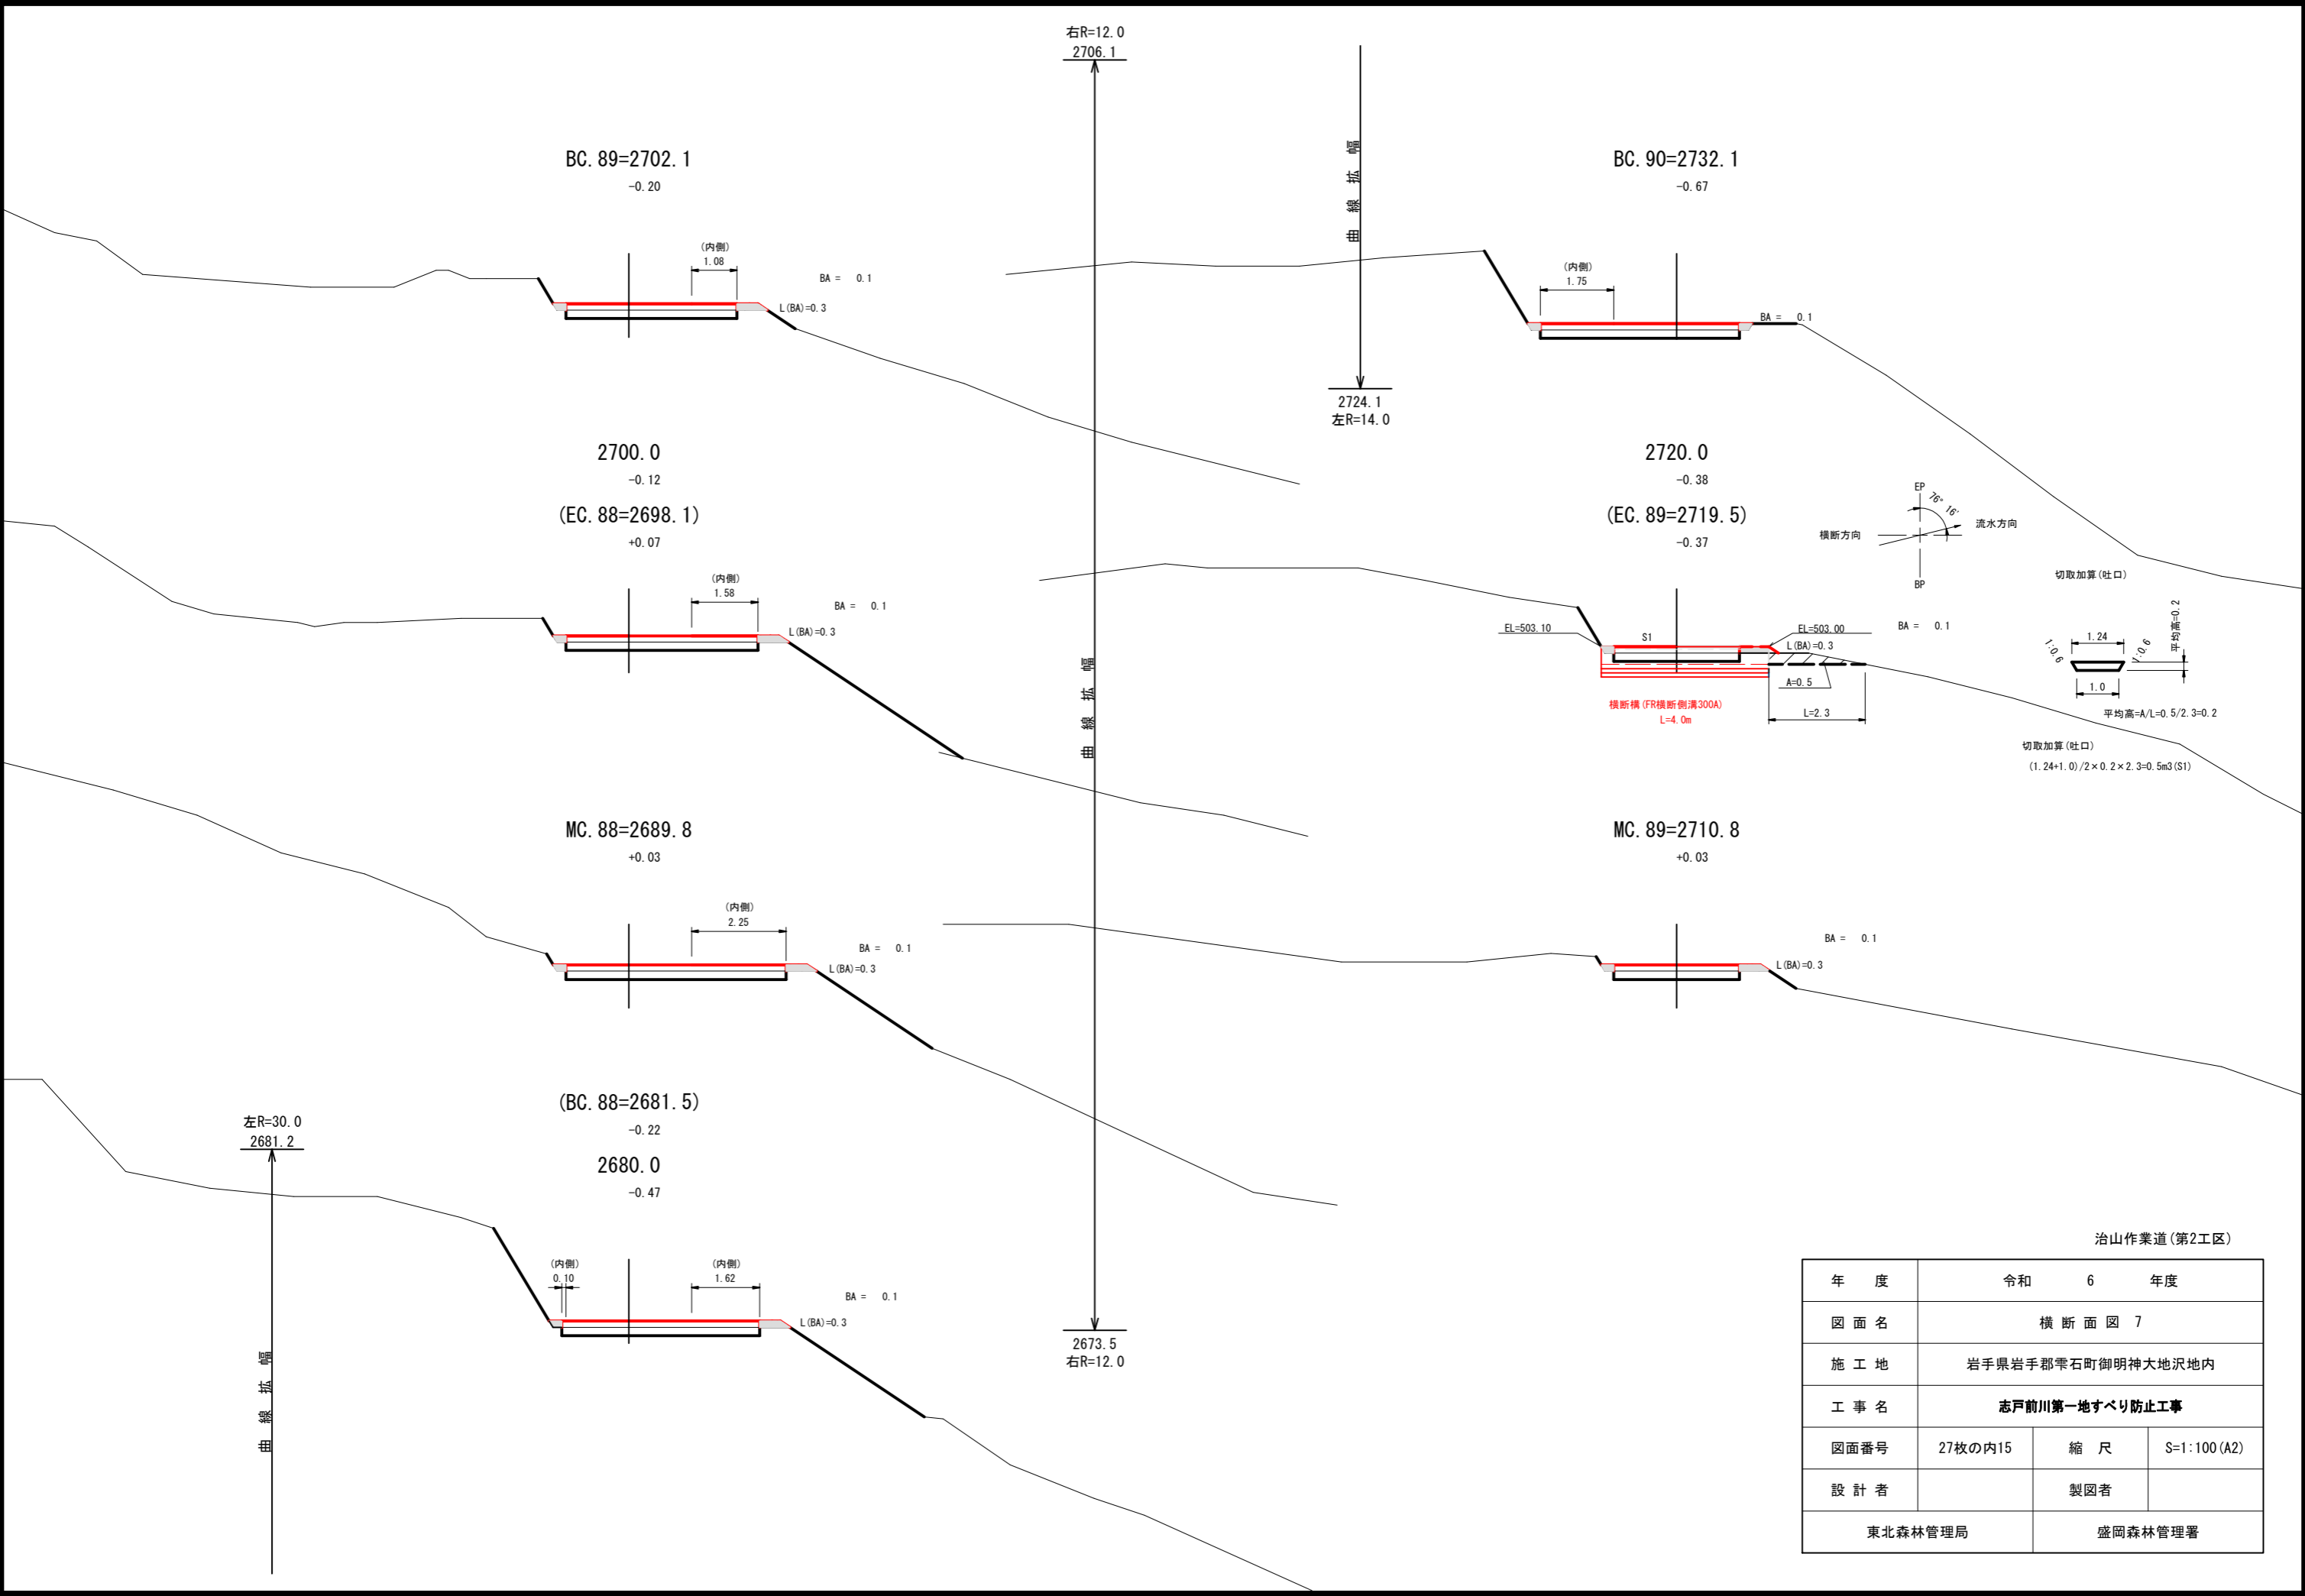 右R=12.0
2706.1
曲線拡幅
2673.5
右R=12.0
BC.89=2702.1
-0.20
(内側)
1.08
BA = 0.1
L(BA)=0.3
2700.0
-0.12
(EC.88=2698.1)
+0.07
(内側)
1.58
BA = 0.1
L(BA)=0.3
MC.88=2689.8
+0.03
(内側)
2.25
BA = 0.1
L(BA)=0.3
(BC.88=2681.5)
-0.22
2680.0
-0.47
(内側)
0.10
(内側)
1.62
BA = 0.1
L(BA)=0.3
左R=30.0
2681.2
曲線拡幅
曲線拡幅
2724.1
左R=14.0
BC.90=2732.1
-0.67
(内側)
1.75
BA = 0.1
2720.0
-0.38
(EC.89=2719.5)
-0.37
EP
76° 16'
流水方向
横断方向
BP
EL=503.10
S1
EL=503.00
BA = 0.1
L(BA)=0.3
A=0.5
L=2.3
横断構(FR横断側溝300A)
L=4.0m
切取加算(吐口)
1:0.6
1.24
1:0.6
平均高=0.2
1.0
平均高=A/L=0.5/2.3=0.2
切取加算(吐口)
(1.24+1.0)/2×0.2×2.3=0.5m3(S1)
MC.89=2710.8
+0.03
BA = 0.1
L(BA)=0.3
治山作業道(第2工区)
年 度 令和 6 年度
図面名 横断面図 7
施工地 岩手県岩手郡雫石町御明神大地沢地内
工事名 志戸前川第一地すべり防止工事
図面番号 27枚の内15 縮 尺 S=1:100(A2)
設計者 製図者
東北森林管理局 盛岡森林管理署